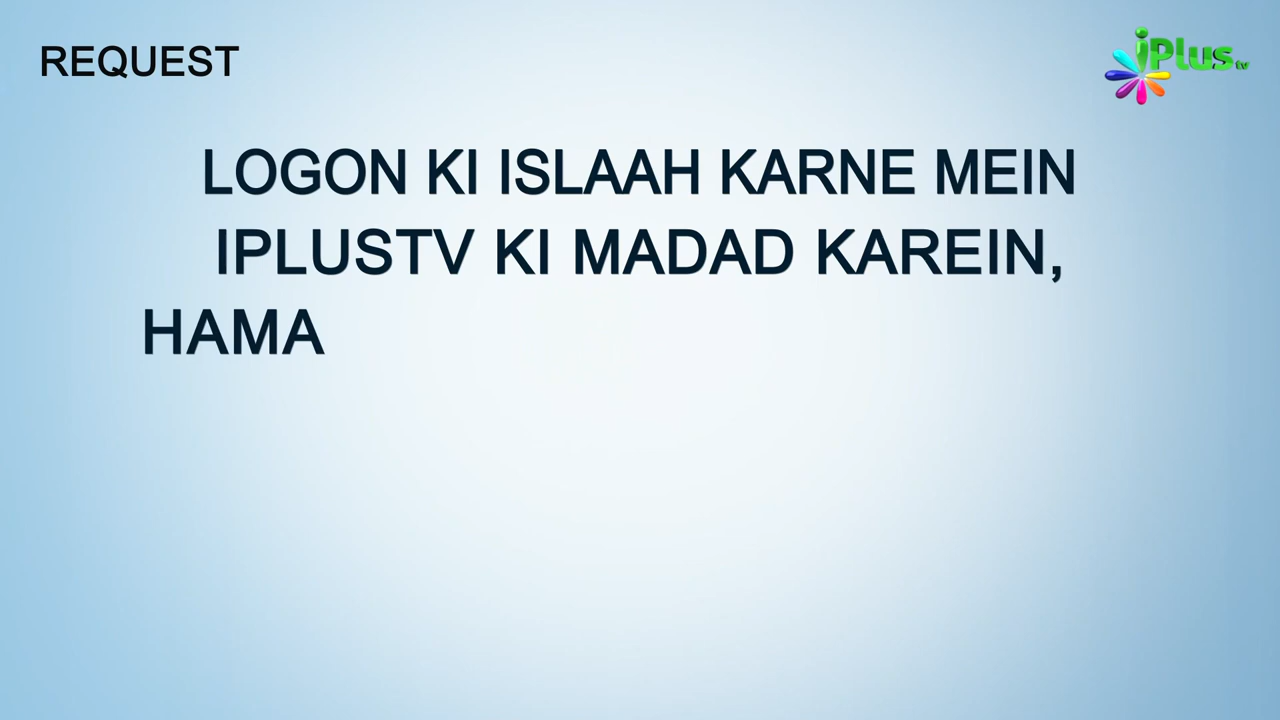 REQUEST
iPlus tv
LOGON KI ISLAAH KARNE MEIN
IPLUSTV KI MADAD KAREIN,
HAMA